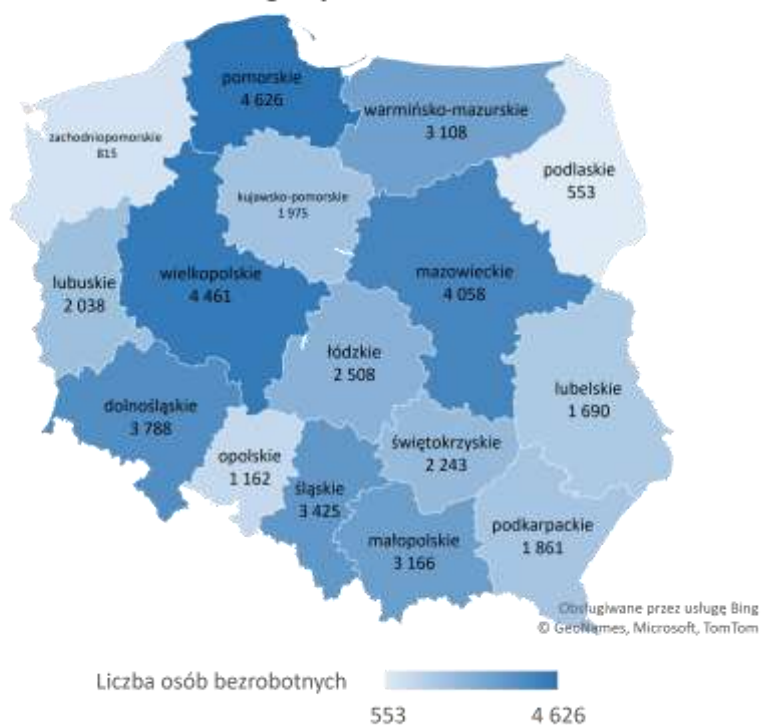 pomorskie
4 626
warmińsko-mazurskie
3 108
zachodniopomorskie
815
podlaskie
553
kujawsko-pomorskie
1 975
lubuskie
2 038
wielkopolskie
4 461
mazowieckie
4 058
łódzkie
2 508
dolnośląskie
3 788
lubelskie
1 690
opolskie
1 162
świętokrzyskie
2 243
śląskie
3 425
podkarpackie
1 861
małopolskie
3 166
Obsługiwane przez usługę Bing
© GeoNames, Microsoft, TomTom
Liczba osób bezrobotnych
553
4 626